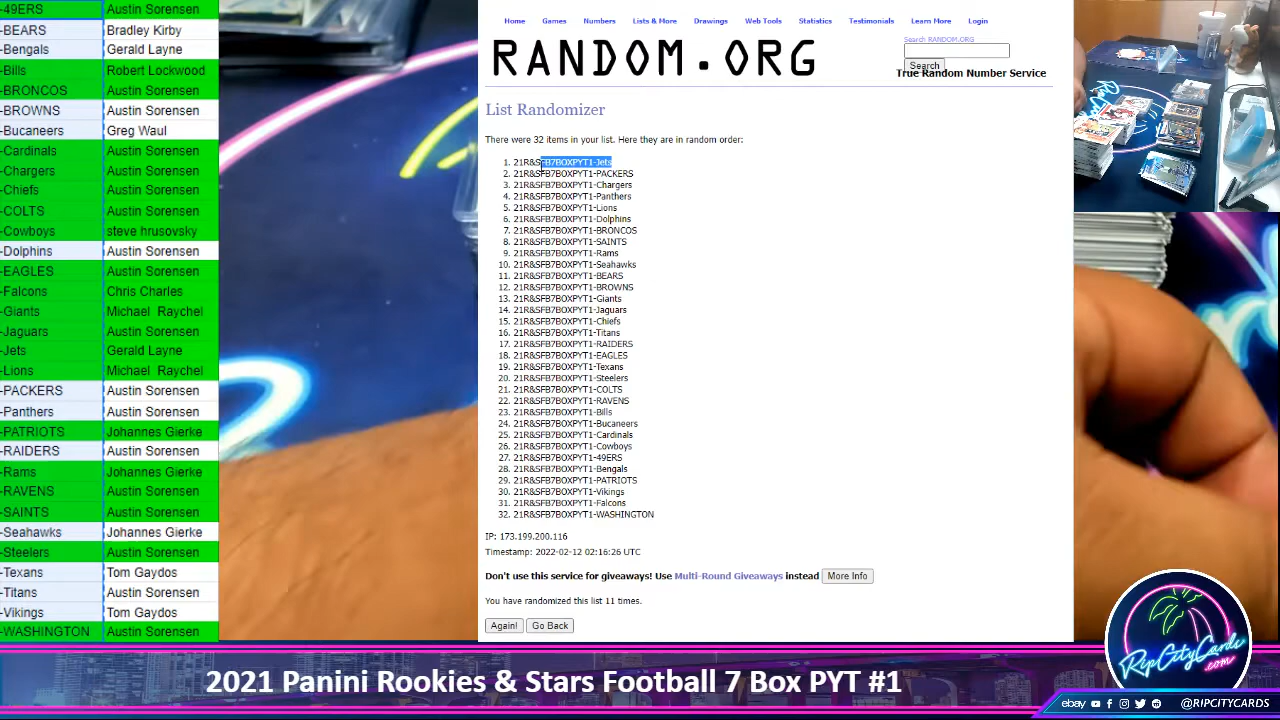 -49ERS Austin Sorensen
-BEARS Bradley Kirby
-Bengals Gerald Layne
-Bills Robert Lockwood
-BRONCOS Austin Sorensen
-BROWNS Austin Sorensen
-Bucaneers Greg Waul
-Cardinals Austin Sorensen
-Chargers Austin Sorensen
-Chiefs Austin Sorensen
-COLTS Austin Sorensen
-Cowboys steve hrusovsky
-Dolphins Austin Sorensen
-EAGLES Austin Sorensen
-Falcons Chris Charles
-Giants Michael Raychel
-Jaguars Austin Sorensen
-Jets Gerald Layne
-Lions Michael Raychel
-PACKERS Austin Sorensen
-Panthers Austin Sorensen
-PATRIOTS Johannes Gierke
-RAIDERS Austin Sorensen
-Rams Johannes Gierke
-RAVENS Austin Sorensen
-SAINTS Austin Sorensen
-Seahawks Johannes Gierke
-Steelers Austin Sorensen
-Texans Tom Gaydos
-Titans Austin Sorensen
-Vikings Tom Gaydos
-WASHINGTON Austin Sorensen
Home Games Numbers Lists & More Drawings Web Tools Statistics Testimonials Learn More Login
RANDOM.ORG
Search RANDOM.ORG
Search
True Random Number Service
List Randomizer
There were 32 items in your list. Here they are in random order:
1. 21R&SFB7BOXPYT1-Jets
2. 21R&SFB7BOXPYT1-PACKERS
3. 21R&SFB7BOXPYT1-Chargers
4. 21R&SFB7BOXPYT1-Panthers
5. 21R&SFB7BOXPYT1-Lions
6. 21R&SFB7BOXPYT1-Dolphins
7. 21R&SFB7BOXPYT1-BRONCOS
8. 21R&SFB7BOXPYT1-SAINTS
9. 21R&SFB7BOXPYT1-Rams
10. 21R&SFB7BOXPYT1-Seahawks
11. 21R&SFB7BOXPYT1-BEARS
12. 21R&SFB7BOXPYT1-BROWNS
13. 21R&SFB7BOXPYT1-Giants
14. 21R&SFB7BOXPYT1-Jaguars
15. 21R&SFB7BOXPYT1-Chiefs
16. 21R&SFB7BOXPYT1-Titans
17. 21R&SFB7BOXPYT1-RAIDERS
18. 21R&SFB7BOXPYT1-EAGLES
19. 21R&SFB7BOXPYT1-Texans
20. 21R&SFB7BOXPYT1-Steelers
21. 21R&SFB7BOXPYT1-COLTS
22. 21R&SFB7BOXPYT1-RAVENS
23. 21R&SFB7BOXPYT1-Bills
24. 21R&SFB7BOXPYT1-Bucaneers
25. 21R&SFB7BOXPYT1-Cardinals
26. 21R&SFB7BOXPYT1-Cowboys
27. 21R&SFB7BOXPYT1-49ERS
28. 21R&SFB7BOXPYT1-Bengals
29. 21R&SFB7BOXPYT1-PATRIOTS
30. 21R&SFB7BOXPYT1-Vikings
31. 21R&SFB7BOXPYT1-Falcons
32. 21R&SFB7BOXPYT1-WASHINGTON
IP: 173.199.200.116
Timestamp: 2022-02-12 02:16:26 UTC
Don't use this service for giveaways! Use Multi-Round Giveaways instead More Info
You have randomized this list 11 times.
Again! Go Back
2021 Panini Rookies & Stars Football 7 Box PYT #1
RipCityCards
.com
ebay @RIPCITYCARDS